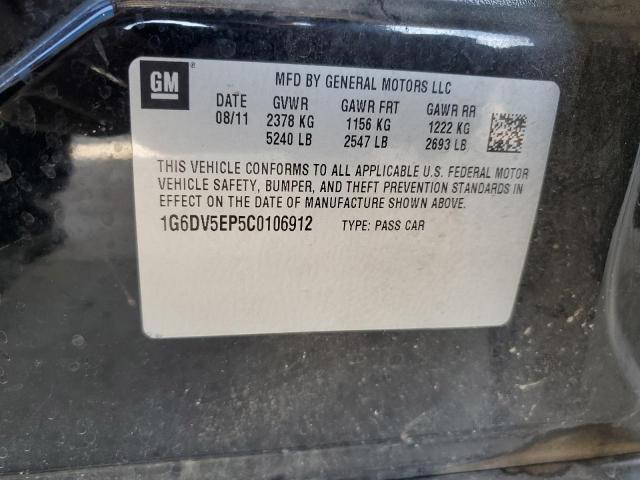 GM ® MFD BY GENERAL MOTORS LLC
DATE GVWR GAWR FRT GAWR RR
08/11 2378 KG 1156 KG 1222 KG
5240 LB 2547 LB 2693 LB
THIS VEHICLE CONFORMS TO ALL APPLICABLE U.S. FEDERAL MOTOR
VEHICLE SAFETY, BUMPER, AND THEFT PREVENTION STANDARDS IN
EFFECT ON THE DATE OF MANUFACTURE SHOWN ABOVE.
1G6DV5EP5C0106912 TYPE: PASS CAR